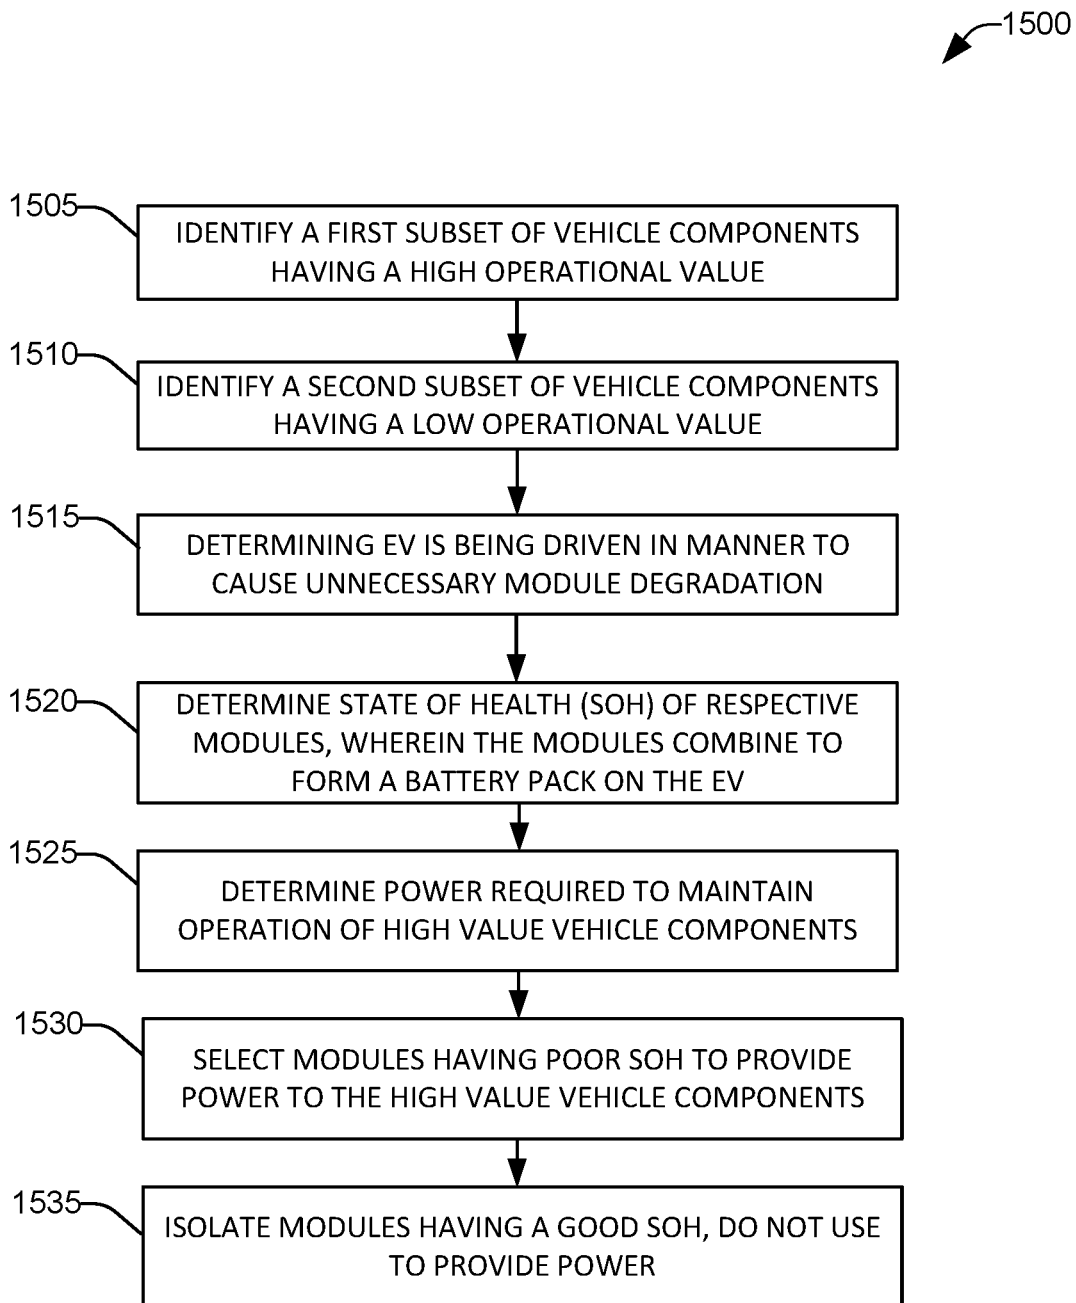 1500
1505
IDENTIFY A FIRST SUBSET OF VEHICLE COMPONENTS
HAVING A HIGH OPERATIONAL VALUE
1510
IDENTIFY A SECOND SUBSET OF VEHICLE COMPONENTS
HAVING A LOW OPERATIONAL VALUE
1515
DETERMINING EV IS BEING DRIVEN IN MANNER TO
CAUSE UNNECESSARY MODULE DEGRADATION
1520
DETERMINE STATE OF HEALTH (SOH) OF RESPECTIVE
MODULES, WHEREIN THE MODULES COMBINE TO
FORM A BATTERY PACK ON THE EV
1525
DETERMINE POWER REQUIRED TO MAINTAIN
OPERATION OF HIGH VALUE VEHICLE COMPONENTS
1530
SELECT MODULES HAVING POOR SOH TO PROVIDE
POWER TO THE HIGH VALUE VEHICLE COMPONENTS
1535
ISOLATE MODULES HAVING A GOOD SOH, DO NOT USE
TO PROVIDE POWER